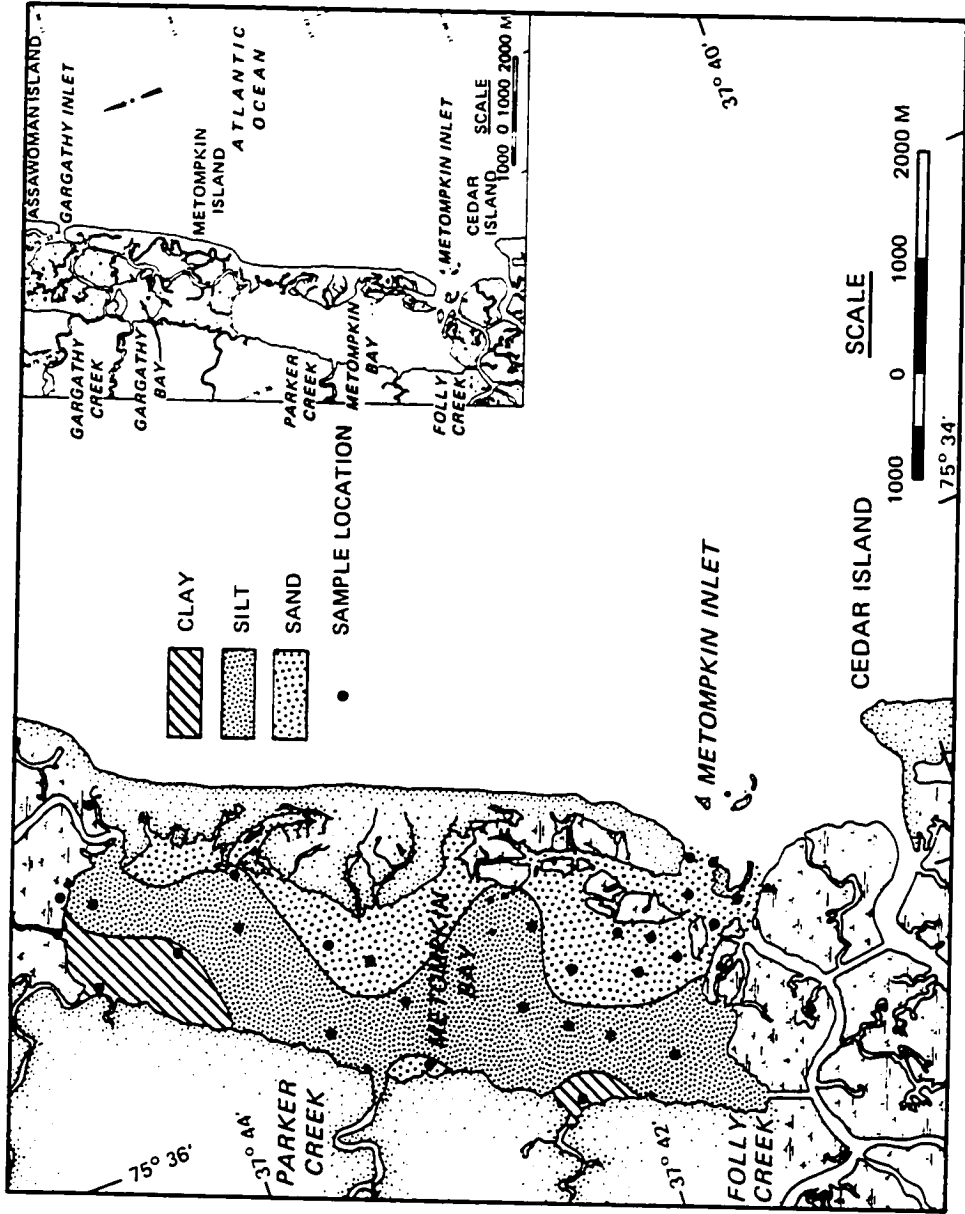 ASSAWOMAN ISLAND
GARGATHY INLET
METOMPKIN
ISLAND
ATLANTIC
OCEAN
GARGATHY
CREEK
GARGATHY
BAY
PARKER
CREEK
METOMPKIN
BAY
FOLLY
CREEK
METOMPKIN INLET
CEDAR
ISLAND
SCALE
1000 0 1000 2000 M
CLAY
SILT
SAND
SAMPLE LOCATION
METOMPKIN
BAY
PARKER
CREEK
FOLLY
CREEK
METOMPKIN INLET
CEDAR ISLAND
75° 36'
37° 44'
37° 42'
37° 40'
75° 34'
SCALE
1000 0 1000 2000 M